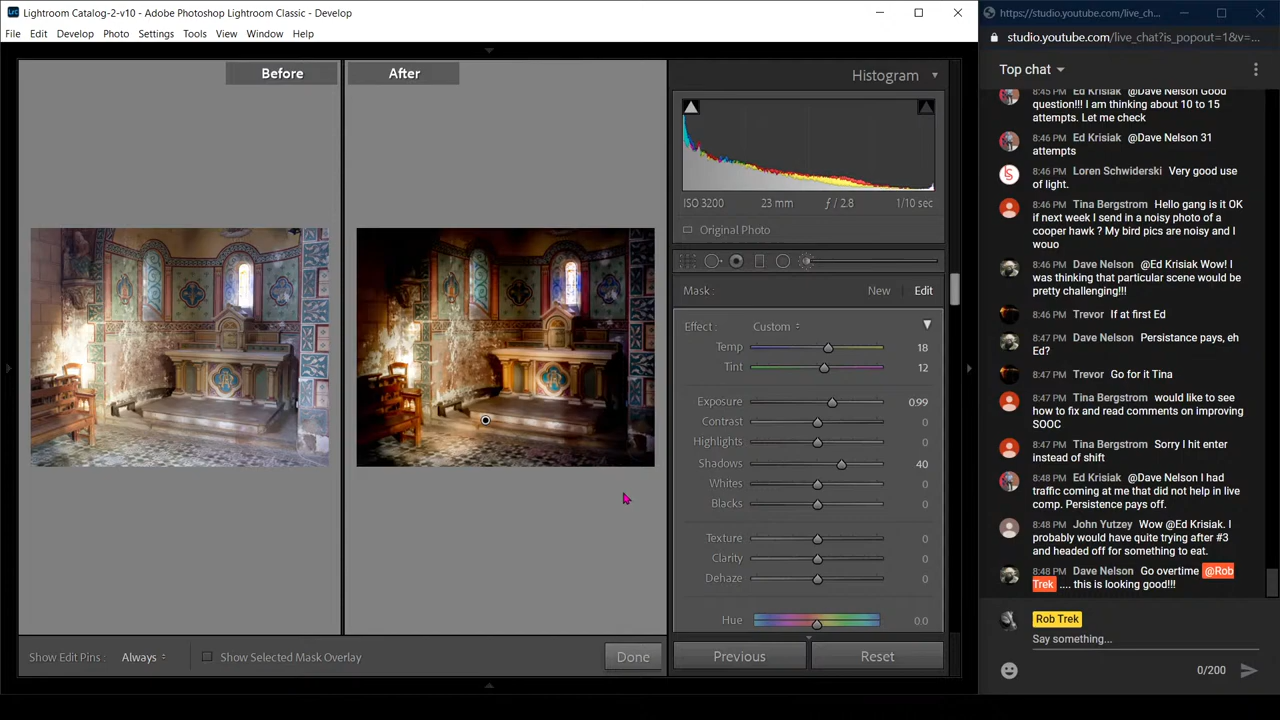 Lightroom Catalog-2-v10 - Adobe Photoshop Lightroom Classic - Develop
File Edit Develop Photo Settings Tools View Window Help
Before
After
Histogram
ISO 3200 23 mm ƒ / 2.8 1/10 sec
Original Photo
Mask : New Edit
Effect : Custom
Temp 18
Tint 12
Exposure 0.99
Contrast 0
Highlights 0
Shadows 40
Whites 0
Blacks 0
Texture 0
Clarity 0
Dehaze 0
Hue 0.0
Show Edit Pins : Always Show Selected Mask Overlay Done
Previous Reset
https://studio.youtube.com/live_ch...
studio.youtube.com/live_chat?is_popout=1&v=...
Top chat
8:45 PM Ed Krisiak @Dave Nelson Good
question!!! I am thinking about 10 to 15
attempts. Let me check
8:46 PM Ed Krisiak @Dave Nelson 31
attempts
8:46 PM Loren Schwiderski Very good use
of light.
8:46 PM Tina Bergstrom Hello gang is it OK
if next week I send in a noisy photo of a
cooper hawk ? My bird pics are noisy and I
wouo
8:46 PM Dave Nelson @Ed Krisiak Wow! I
was thinking that particular scene would be
pretty challenging!!!
8:46 PM Trevor If at first Ed
8:47 PM Dave Nelson Persistance pays, eh
Ed?
8:47 PM Trevor Go for it Tina
8:47 PM Tina Bergstrom would like to see
how to fix and read comments on improving
SOOC
8:47 PM Tina Bergstrom Sorry I hit enter
instead of shift
8:48 PM Ed Krisiak @Dave Nelson I had
traffic coming at me that did not help in live
comp. Persistence pays off.
8:48 PM John Yutzey Wow @Ed Krisiak. I
probably would have quite trying after #3
and headed off for something to eat.
8:48 PM Dave Nelson Go overtime @Rob
Trek .... this is looking good!!!
Rob Trek
Say something...
0/200